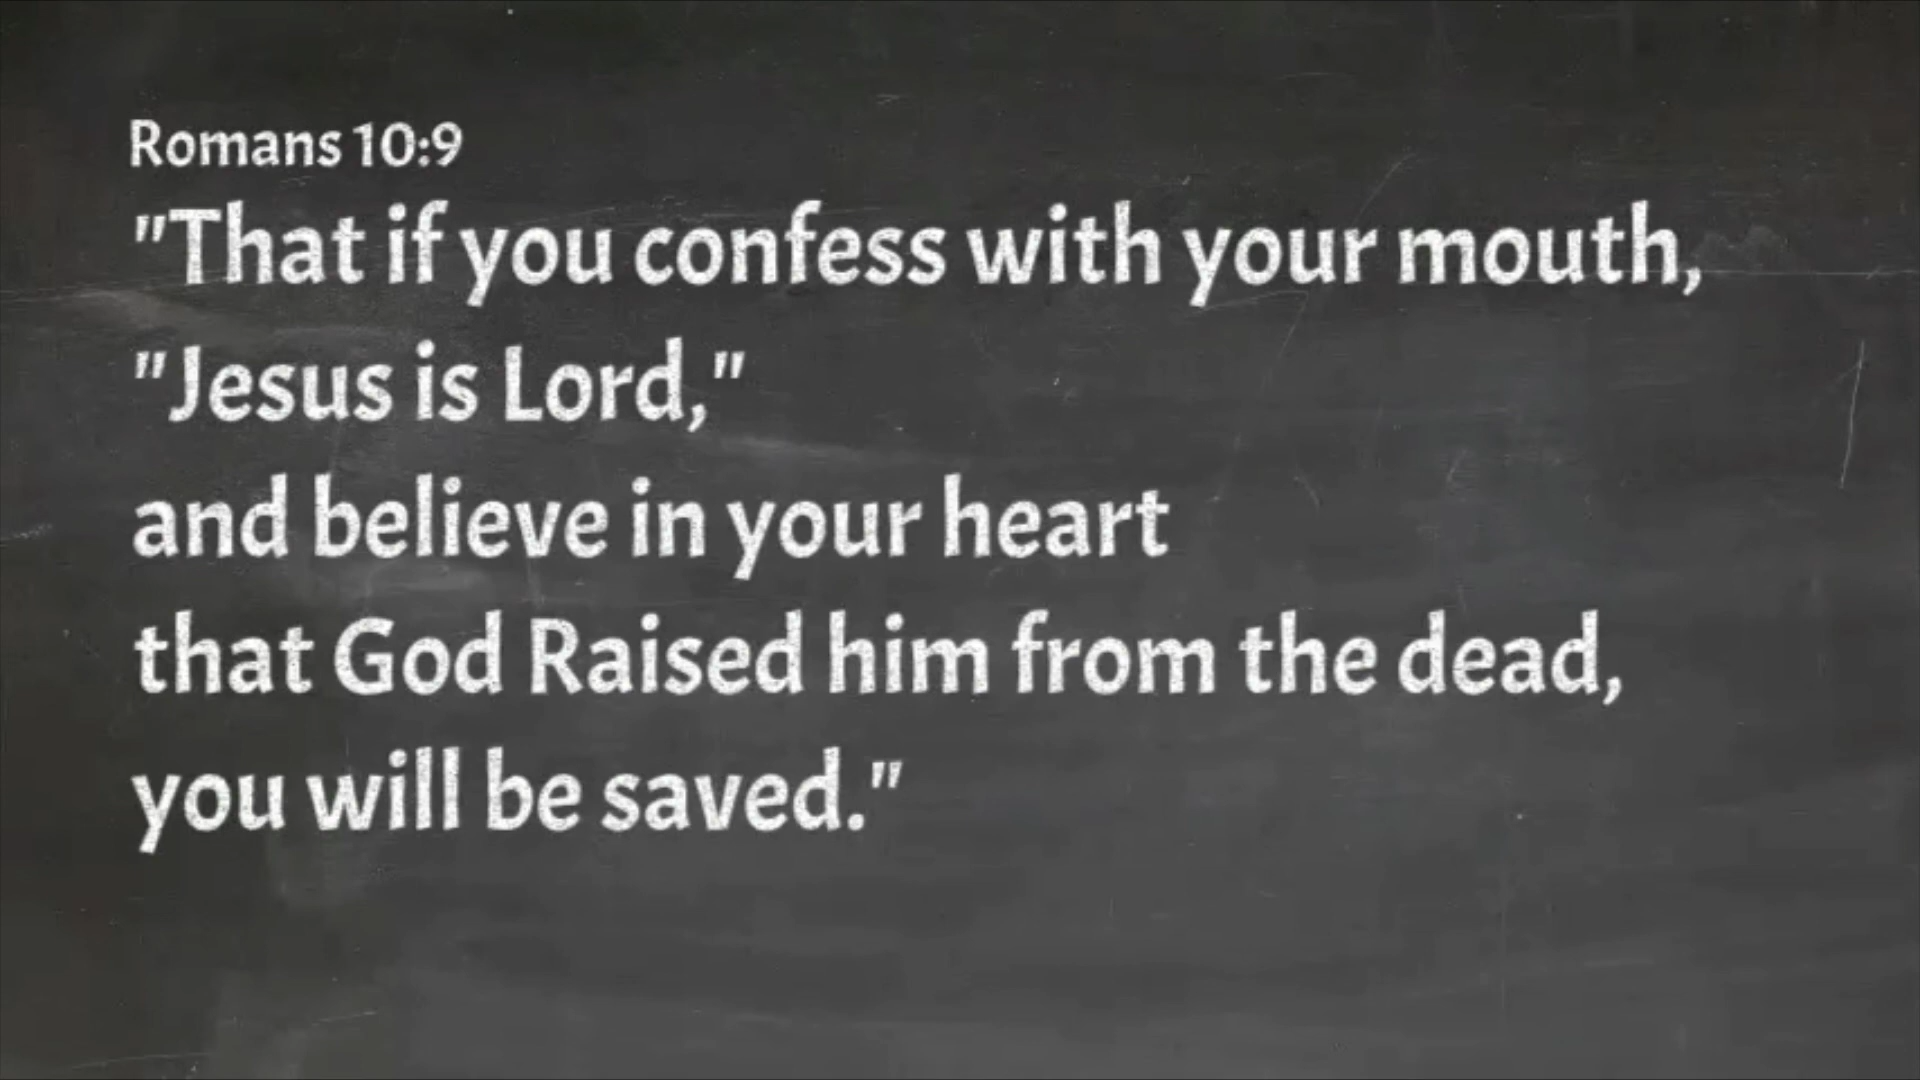 Romans 10:9
"That if you confess with your mouth,
"Jesus is Lord,"
and believe in your heart
that God Raised him from the dead,
you will be saved."